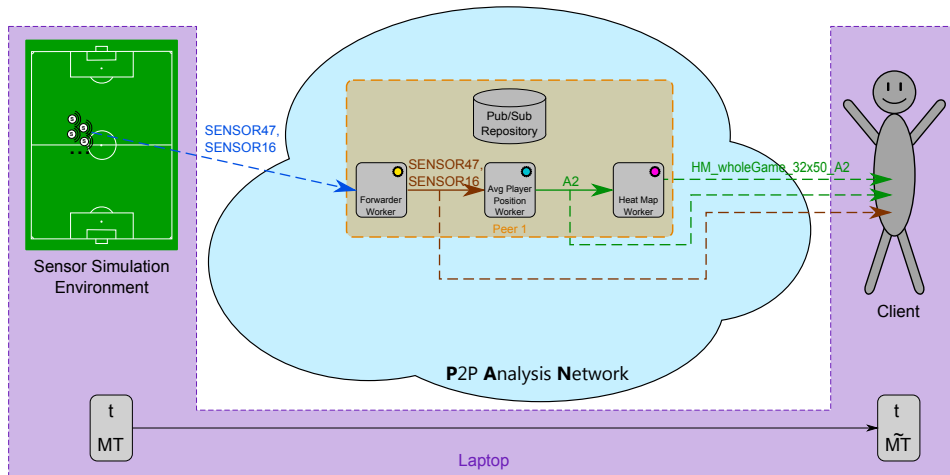 SENSOR47,
SENSOR16
Pub/Sub
Repository
SENSOR47,
SENSOR16
A2
HM_wholeGame_32x50_A2
Forwarder
Worker
Avg Player
Position
Worker
Heat Map
Worker
Peer 1
S
S
S
S
S
Sensor Simulation
Environment
Client
P2P Analysis Network
t
MT
t
M̃T
Laptop